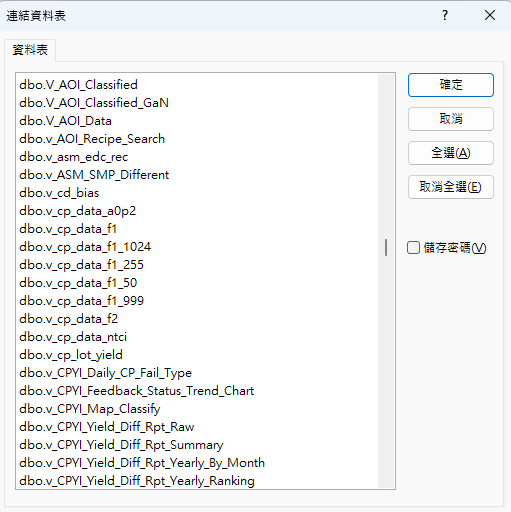 連結資料表
資料表
dbo.V_AOI_Classified
dbo.V_AOI_Classified_GaN
dbo.V_AOI_Data
dbo.v_AOI_Recipe_Search
dbo.v_asm_edc_rec
dbo.v_ASM_SMP_Different
dbo.v_cd_bias
dbo.v_cp_data_a0p2
dbo.v_cp_data_f1
dbo.v_cp_data_f1_1024
dbo.v_cp_data_f1_255
dbo.v_cp_data_f1_50
dbo.v_cp_data_f1_999
dbo.v_cp_data_f2
dbo.v_cp_data_ntci
dbo.v_cp_lot_yield
dbo.v_CPYI_Daily_CP_Fail_Type
dbo.v_CPYI_Feedback_Status_Trend_Chart
dbo.v_CPYI_Map_Classify
dbo.v_CPYI_Yield_Diff_Rpt_Raw
dbo.v_CPYI_Yield_Diff_Rpt_Summary
dbo.v_CPYI_Yield_Diff_Rpt_Yearly_By_Month
dbo.v_CPYI_Yield_Diff_Rpt_Yearly_Ranking
確定
取消
全選(A)
取消全選(E)
儲存密碼(V)